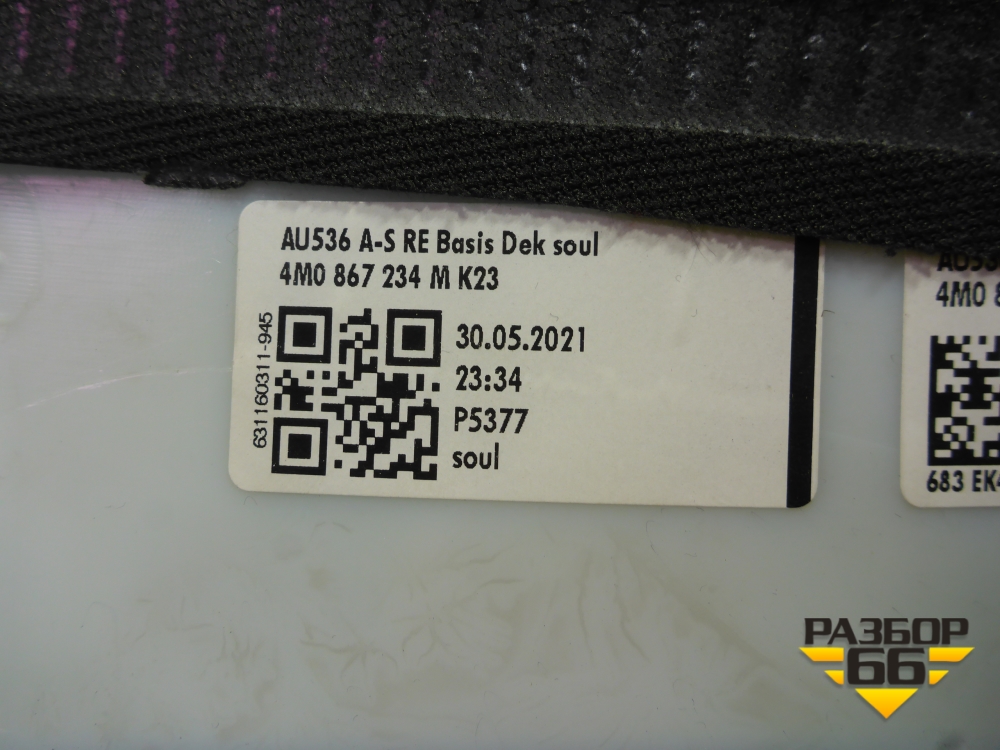 AU536 A-S RE Basis Dek soul
4M0 867 234 M K23
631160311-945
30.05.2021
23:34
P5377
soul
4M0
683
РАЗБОР
66